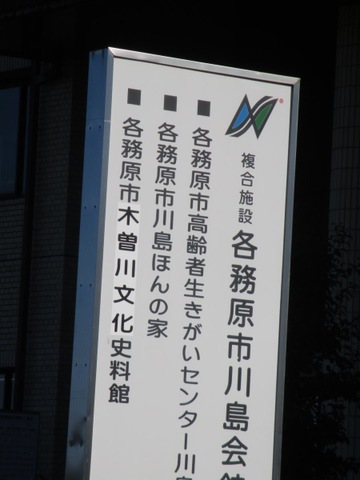 複合施設 各務原市川島会館
■ 各務原市高齢者生きがいセンター川島
■ 各務原市川島ほんの家
■ 各務原市木曽川文化史料館